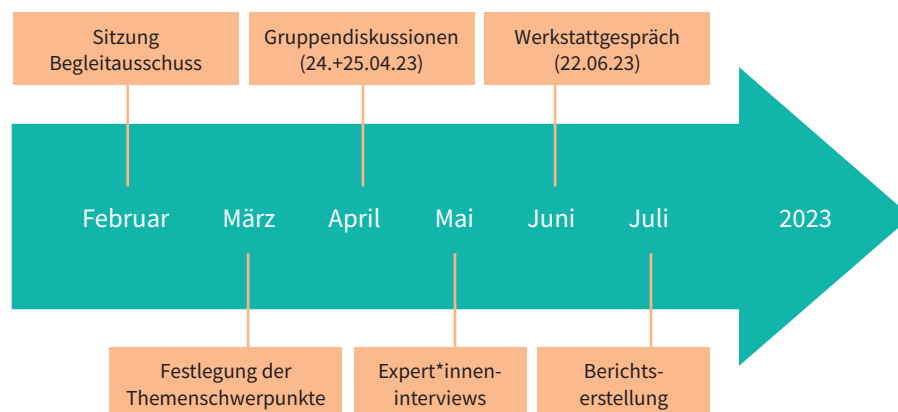 Sitzung
Begleitausschuss
Gruppendiskussionen
(24.+25.04.23)
Werkstattgespräch
(22.06.23)
Februar März April Mai Juni Juli 2023
Festlegung der
Themenschwerpunkte
Expert*innen-
interviews
Berichts-
erstellung